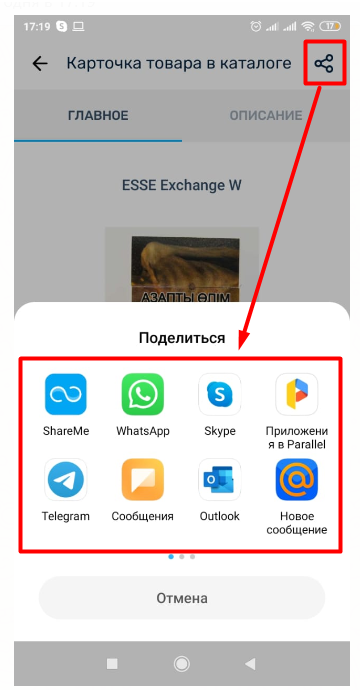 17:19
17
Карточка товара в каталоге
ГЛАВНОЕ ОПИСАНИЕ
ESSE Exchange W
АЗАПТЫ ӨЛІМ
Поделиться
ShareMe WhatsApp Skype Приложени
я в Parallel
Telegram Сообщения Outlook Новое
сообщение
Отмена